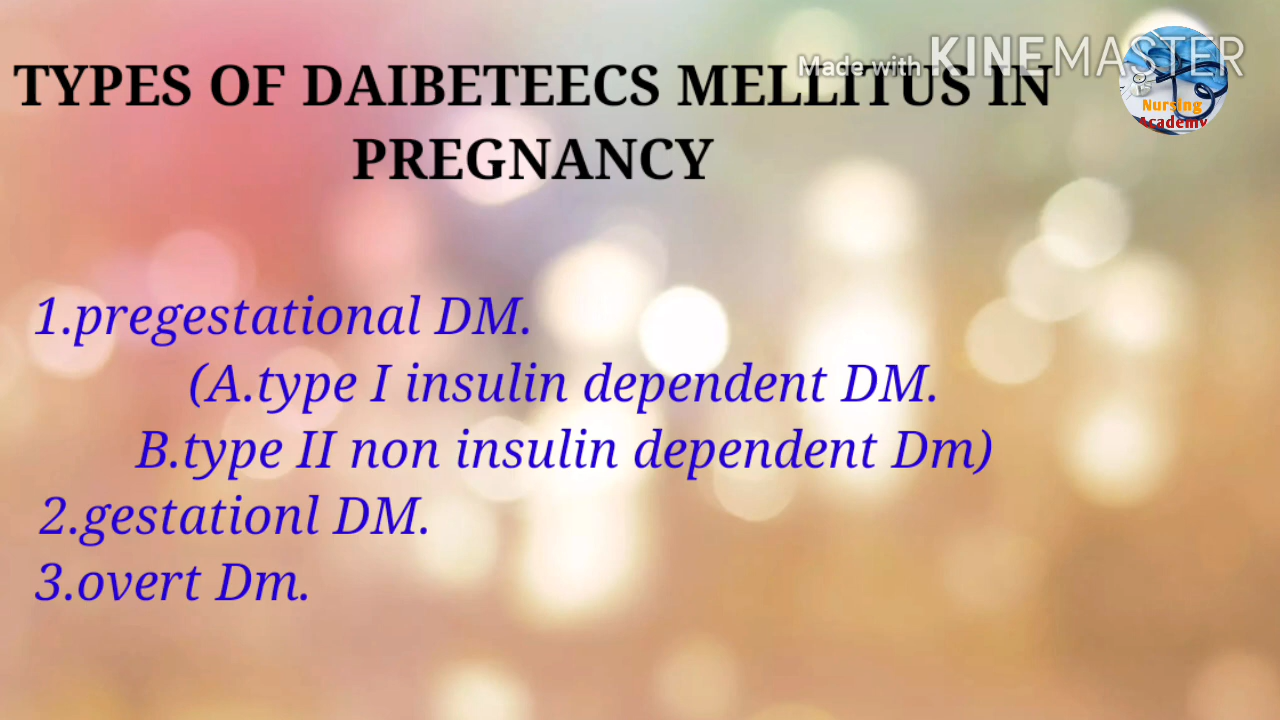 Made with KINEMASTER
TYPES OF DAIBETEECS MELLITUS IN
PREGNANCY
Nursing
Academy
1.pregestational DM.
(A.type I insulin dependent DM.
B.type II non insulin dependent Dm)
2.gestationl DM.
3.overt Dm.